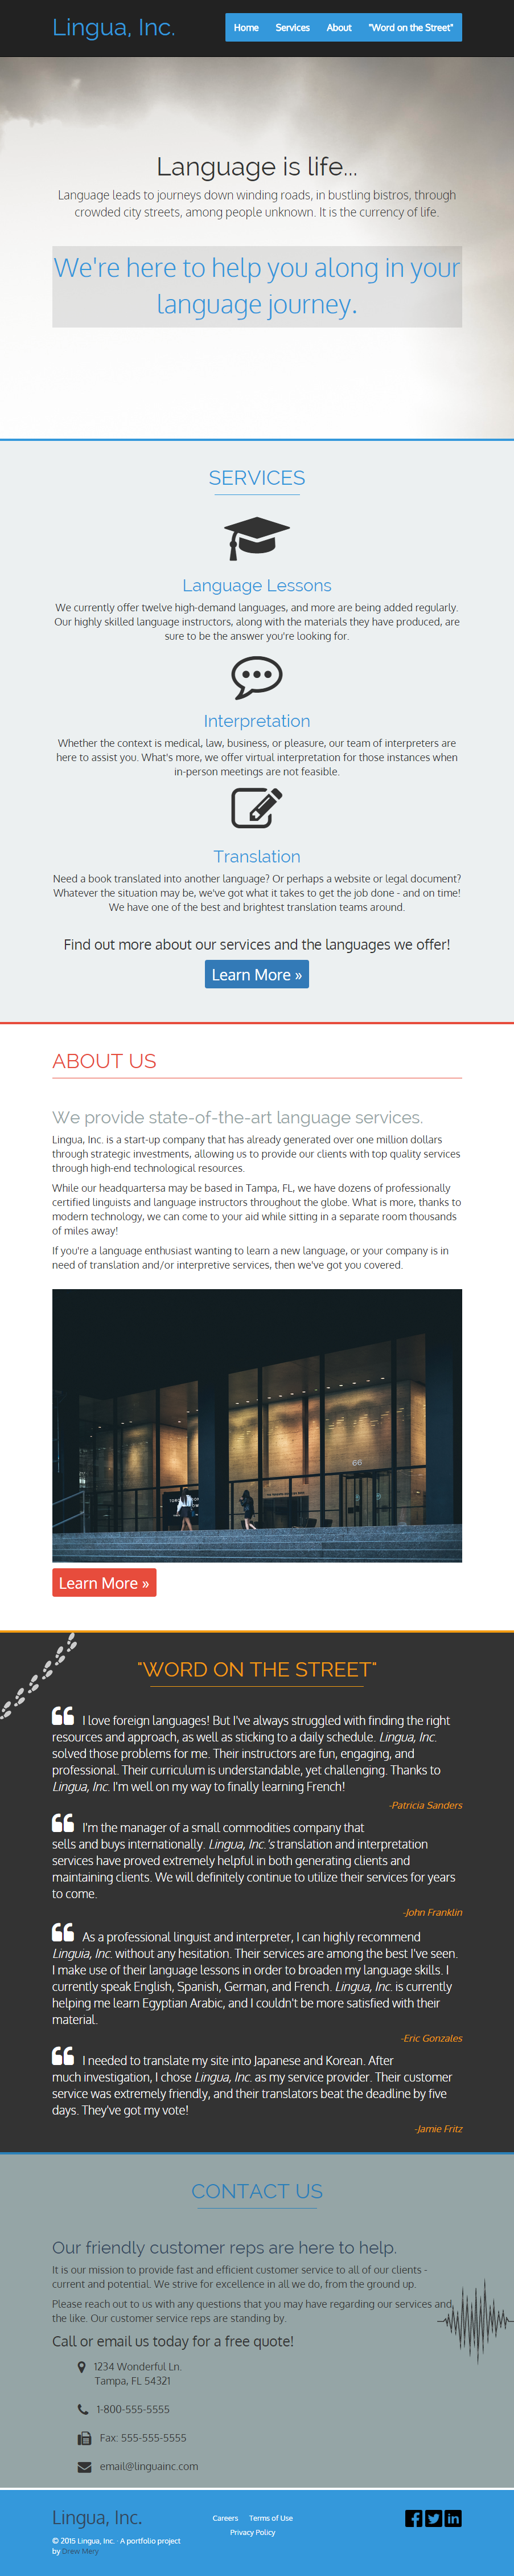 Lingua, Inc.
Home Services About "Word on the Street"
Language is life...
Language leads to journeys down winding roads, in bustling bistros, through
crowded city streets, among people unknown. It is the currency of life.
We're here to help you along in your
language journey.
SERVICES
Language Lessons
We currently offer twelve high-demand languages, and more are being added regularly.
Our highly skilled language instructors, along with the materials they have produced, are
sure to be the answer you're looking for.
Interpretation
Whether the context is medical, law, business, or pleasure, our team of interpreters are
here to assist you. What's more, we offer virtual interpretation for those instances when
in-person meetings are not feasible.
Translation
Need a book translated into another language? Or perhaps a website or legal document?
Whatever the situation may be, we've got what it takes to get the job done - and on time!
We have one of the best and brightest translation teams around.
Find out more about our services and the languages we offer!
Learn More »
ABOUT US
We provide state-of-the-art language services.
Lingua, Inc. is a start-up company that has already generated over one million dollars
through strategic investments, allowing us to provide our clients with top quality services
through high-end technological resources.
While our headquartersa may be based in Tampa, FL, we have dozens of professionally
certified linguists and language instructors throughout the globe. What is more, thanks to
modern technology, we can come to your aid while sitting in a separate room thousands
of miles away!
If you're a language enthusiast wanting to learn a new language, or your company is in
need of translation and/or interpretive services, then we've got you covered.
66
Learn More »
"WORD ON THE STREET"
I love foreign languages! But I've always struggled with finding the right
resources and approach, as well as sticking to a daily schedule. Lingua, Inc.
solved those problems for me. Their instructors are fun, engaging, and
professional. Their curriculum is understandable, yet challenging. Thanks to
Lingua, Inc. I'm well on my way to finally learning French!
-Patricia Sanders
I'm the manager of a small commodities company that
sells and buys internationally. Lingua, Inc.'s translation and interpretation
services have proved extremely helpful in both generating clients and
maintaining clients. We will definitely continue to utilize their services for years
to come.
-John Franklin
As a professional linguist and interpreter, I can highly recommend
Linguia, Inc. without any hesitation. Their services are among the best I've seen.
I make use of their language lessons in order to broaden my language skills. I
currently speak English, Spanish, German, and French. Lingua, Inc. is currently
helping me learn Egyptian Arabic, and I couldn't be more satisfied with their
material.
-Eric Gonzales
I needed to translate my site into Japanese and Korean. After
much investigation, I chose Lingua, Inc. as my service provider. Their customer
service was extremely friendly, and their translators beat the deadline by five
days. They've got my vote!
-Jamie Fritz
CONTACT US
Our friendly customer reps are here to help.
It is our mission to provide fast and efficient customer service to all of our clients -
current and potential. We strive for excellence in all we do, from the ground up.
Please reach out to us with any questions that you may have regarding our services and
the like. Our customer service reps are standing by.
Call or email us today for a free quote!
1234 Wonderful Ln.
Tampa, FL 54321
1-800-555-5555
Fax: 555-555-5555
email@linguainc.com
Lingua, Inc.
© 2015 Lingua, Inc. · A portfolio project
by Drew Mery
Careers Terms of Use
Privacy Policy